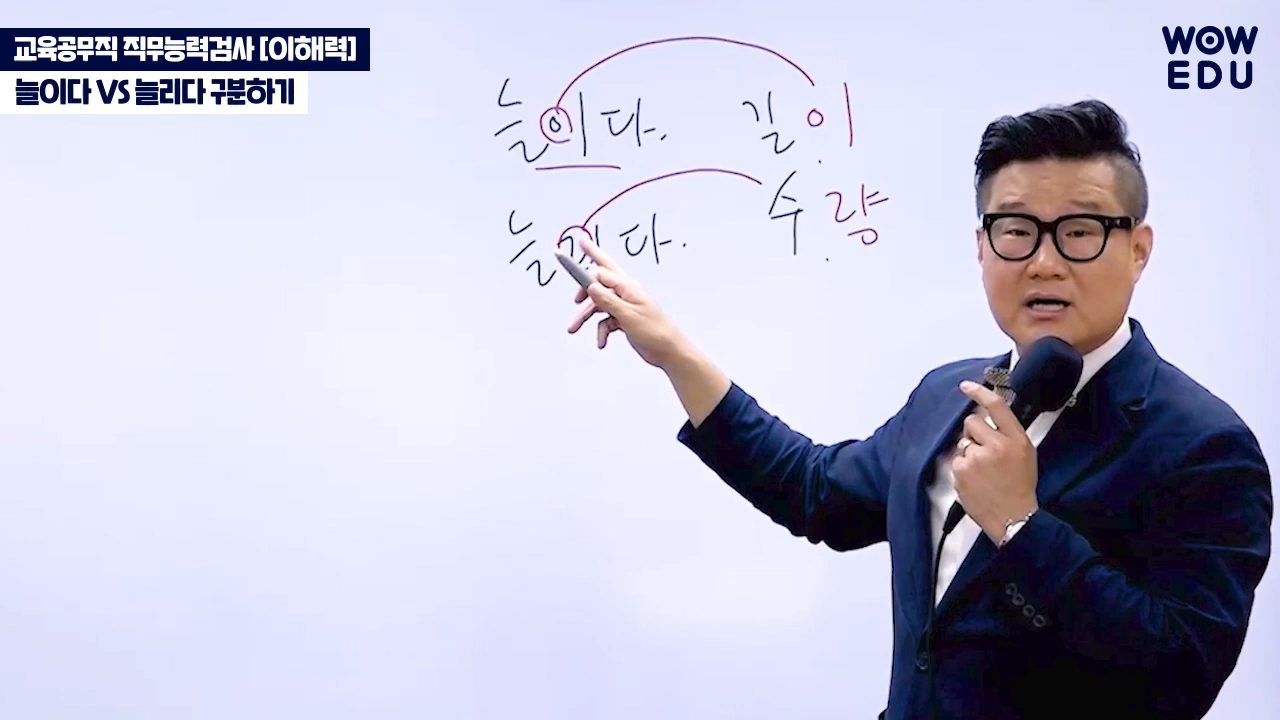 교육공무직 직무능력검사 [이해력]
늘이다 VS 늘리다 구분하기
WOW
EDU
늘이다. 길이
늘리다. 수량